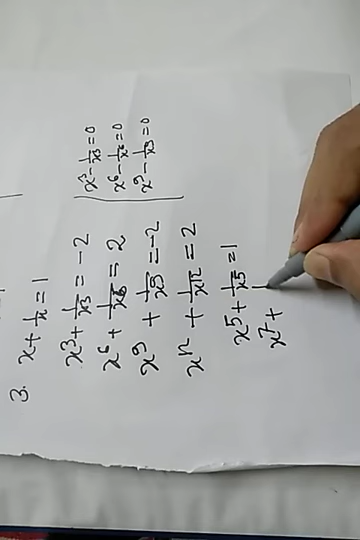 3. x + 1/x = 1
x³ + 1/x³ = -2
x⁶ + 1/x⁶ = 2
x⁹ + 1/x⁹ = -2
x¹² + 1/x¹² = 2
x⁵ + 1/x⁵ = 1
x⁷ +
x³ - 1/x³ = 0
x⁶ - 1/x⁶ = 0
x⁹ - 1/x⁹ = 0